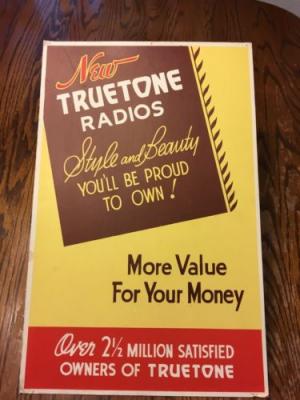 New
TRUETONE
RADIOS
Style and Beauty
YOU'LL BE PROUD
TO OWN!
More Value
For Your Money
Over 2½ MILLION SATISFIED
OWNERS OF TRUETONE